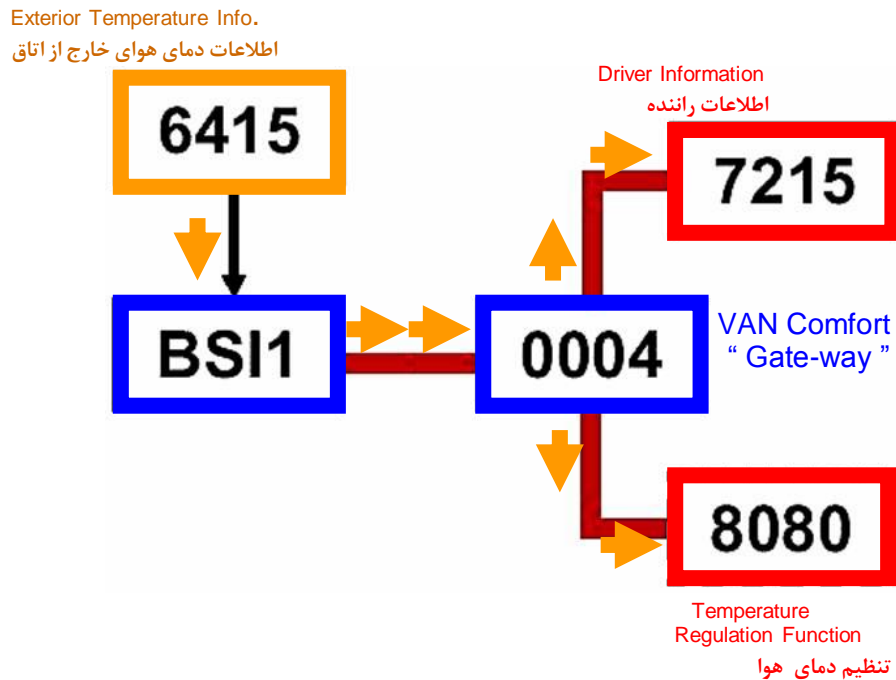 Exterior Temperature Info.
اطلاعات دمای هوای خارج از اتاق
6415
Driver Information
اطلاعات راننده
7215
BSI1
0004
VAN Comfort
“ Gate-way ”
8080
Temperature
Regulation Function
تنظیم دمای هوا